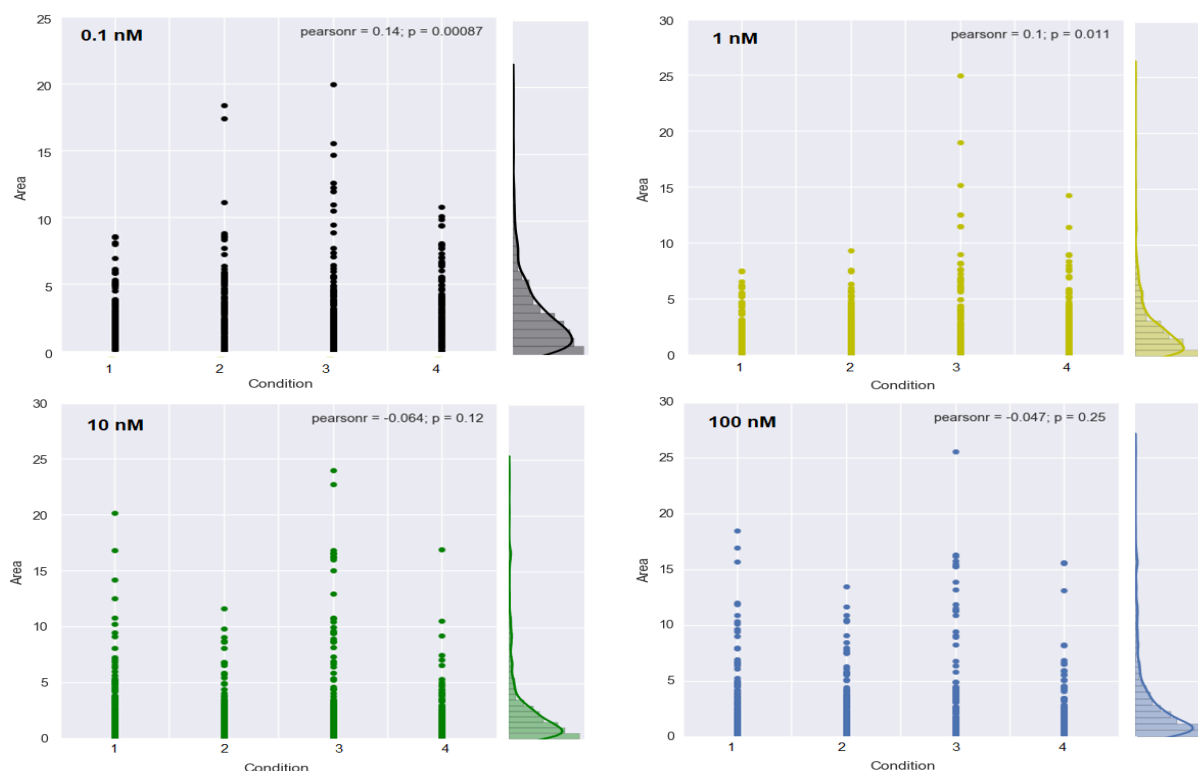 0.1 nM
pearsonr = 0.14; p = 0.00087
25
20
15
10
5
0
Area
1 2 3 4
Condition
1 nM
pearsonr = 0.1; p = 0.011
30
25
20
15
10
5
0
Area
1 2 3 4
Condition
10 nM
pearsonr = -0.064; p = 0.12
30
25
20
15
10
5
0
Area
1 2 3 4
Condition
100 nM
pearsonr = -0.047; p = 0.25
30
25
20
15
10
5
0
Area
1 2 3 4
Condition